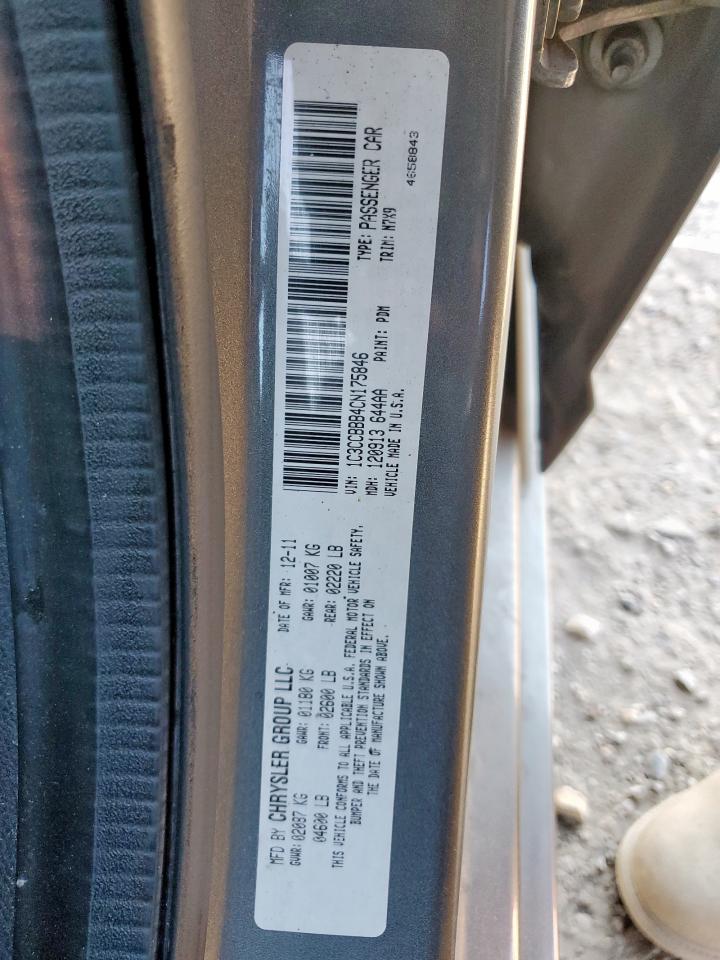 MFD BY CHRYSLER GROUP LLC
DATE OF MFR: 12-11
GVWR: 02087 KG
GAWR: 01180 KG
GAWR: 01007 KG
04600 LB
FRONT: 02600 LB
REAR: 02220 LB
THIS VEHICLE CONFORMS TO ALL APPLICABLE U.S.A. FEDERAL MOTOR VEHICLE SAFETY,
BUMPER AND THEFT PREVENTION STANDARDS IN EFFECT ON
THE DATE OF MANUFACTURE SHOWN ABOVE.
VIN: 1C3CCBBB4CN175846
TYPE: PASSENGER CAR
MDH: 120913 644AA
PAINT: PDM
TRIM: N7X9
VEHICLE MADE IN U.S.A.
4658843